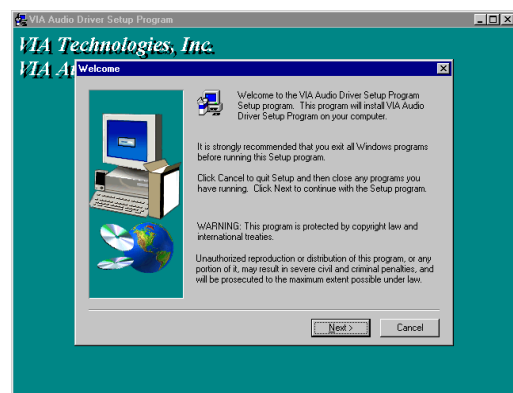 VIA Audio Driver Setup Program
VIA Technologies, Inc.
VIA A
Welcome
Welcome to the VIA Audio Driver Setup Program
Setup program. This program will install VIA Audio
Driver Setup Program on your computer.
It is strongly recommended that you exit all Windows programs
before running this Setup program.
Click Cancel to quit Setup and then close any programs you
have running. Click Next to continue with the Setup program.
WARNING: This program is protected by copyright law and
international treaties.
Unauthorized reproduction or distribution of this program, or any
portion of it, may result in severe civil and criminal penalties, and
will be prosecuted to the maximum extent possible under law.
Next >
Cancel